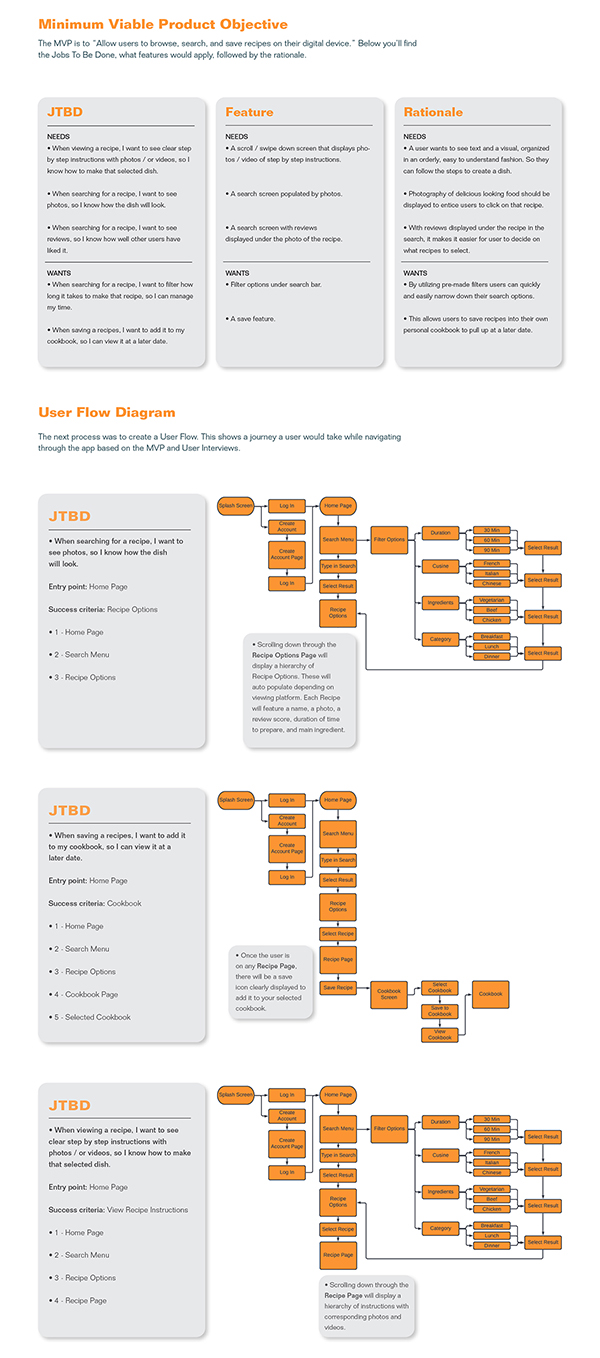 Minimum Viable Product Objective
The MVP is to "Allow users to browse, search, and save recipes on their digital device." Below you'll find
the Jobs To Be Done, what features would apply, followed by the rationale.
JTBD
NEEDS
• When viewing a recipe, I want to see clear step
by step instructions with photos / or videos, so I
know how to make that selected dish.
• When searching for a recipe, I want to see
photos, so I know how the dish will look.
• When searching for a recipe, I want to see
reviews, so I know how well other users have
liked it.
WANTS
• When searching for a recipe, I want to filter how
long it takes to make that recipe, so I can manage
my time.
• When saving a recipes, I want to add it to my
cookbook, so I can view it at a later date.
Feature
NEEDS
• A scroll / swipe down screen that displays pho-
tos / video of step by step instructions.
• A search screen populated by photos.
• A search screen with reviews
displayed under the photo of the recipe.
WANTS
• Filter options under search bar.
• A save feature.
Rationale
NEEDS
• A user wants to see text and a visual, organized
in an orderly, easy to understand fashion. So they
can follow the steps to create a dish.
• Photography of delicious looking food should be
displayed to entice users to click on that recipe.
• With reviews displayed under the recipe in the
search, it makes it easier for user to decide on
what recipes to select.
WANTS
• By utilizing pre-made filters users can quickly
and easily narrow down their search options.
• This allows users to save recipes into their own
personal cookbook to pull up at a later date.
User Flow Diagram
The next process was to create a User Flow. This shows a journey a user would take while navigating
through the app based on the MVP and User Interviews.
JTBD
• When searching for a recipe, I want to
see photos, so I know how the dish
will look.
Entry point: Home Page
Success criteria: Recipe Options
• 1 - Home Page
• 2 - Search Menu
• 3 - Recipe Options
Splash Screen
Log In
Create
Account
Create
Account Page
Log In
Home Page
Search Menu
Type in Search
Select Result
Recipe
Options
Filter Options
Duration
30 Min
60 Min
90 Min
Select Result
Cusine
French
Italian
Chinese
Select Result
Ingredients
Vegetarian
Beef
Chicken
Select Result
Category
Breakfast
Lunch
Dinner
Select Result
• Scrolling down through the
Recipe Options Page will
display a hierarchy of
Recipe Options. These will
auto populate depending on
viewing platform. Each Recipe
will feature a name, a photo, a
review score, duration of time
to prepare, and main ingredient.
JTBD
• When saving a recipes, I want to add it
to my cookbook, so I can view it at a
later date.
Entry point: Home Page
Success criteria: Cookbook
• 1 - Home Page
• 2 - Search Menu
• 3 - Recipe Options
• 4 - Cookbook Page
• 5 - Selected Cookbook
Splash Screen
Log In
Create
Account
Create
Account Page
Log In
Home Page
Search Menu
Type in Search
Select Result
Recipe
Options
Select Recipe
Recipe Page
Save Recipe
Cookbook
Screen
Select
Cookbook
Save to
Cookbook
View
Cookbook
Cookbook
• Once the user is
on any Recipe Page,
there will be a save
icon clearly displayed to
add it to your selected
cookbook.
JTBD
• When viewing a recipe, I want to see
clear step by step instructions with
photos / or videos, so I know how to make
that selected dish.
Entry point: Home Page
Success criteria: View Recipe Instructions
• 1 - Home Page
• 2 - Search Menu
• 3 - Recipe Options
• 4 - Recipe Page
Splash Screen
Log In
Create
Account
Create
Account Page
Log In
Home Page
Search Menu
Type in Search
Select Result
Recipe
Options
Select Recipe
Recipe Page
Filter Options
Duration
30 Min
60 Min
90 Min
Select Result
Cusine
French
Italian
Chinese
Select Result
Ingredients
Vegetarian
Beef
Chicken
Select Result
Category
Breakfast
Lunch
Dinner
Select Result
• Scrolling down through the
Recipe Page will display a
hierarchy of instructions with
corresponding photos and
videos.